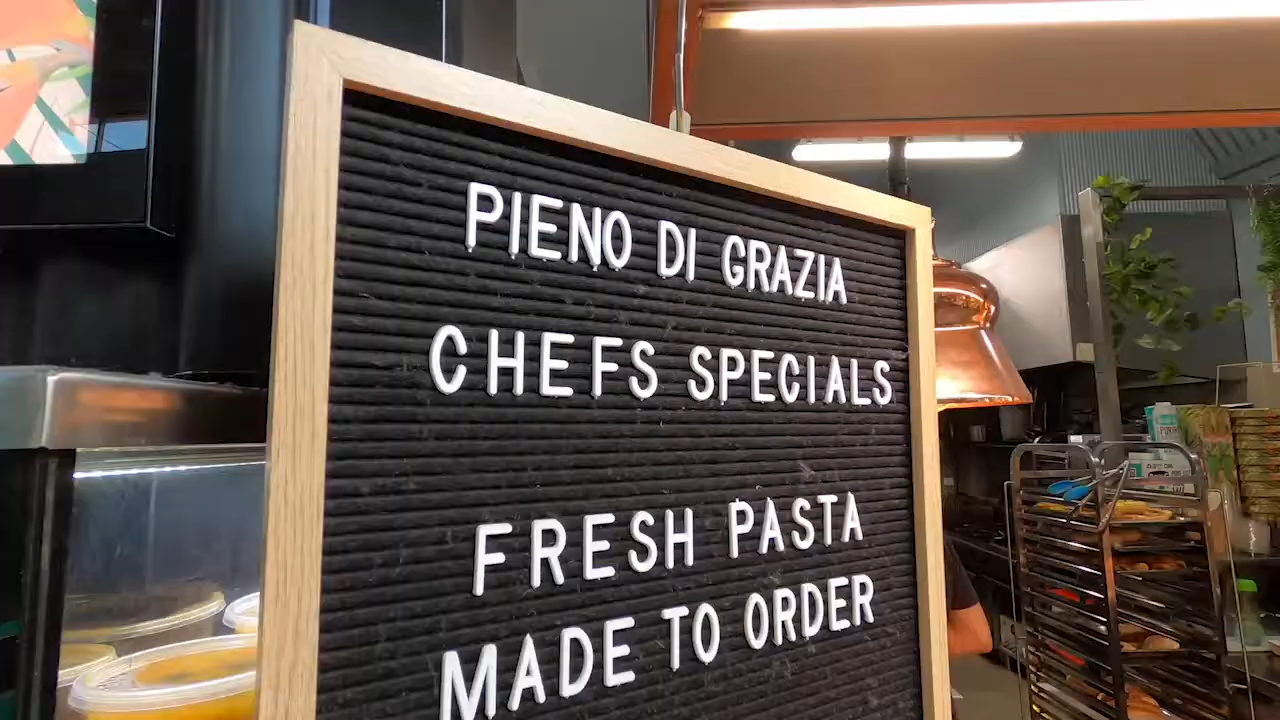 PIENO DI GRAZIA
CHEFS SPECIALS
FRESH PASTA
MADE TO ORDER